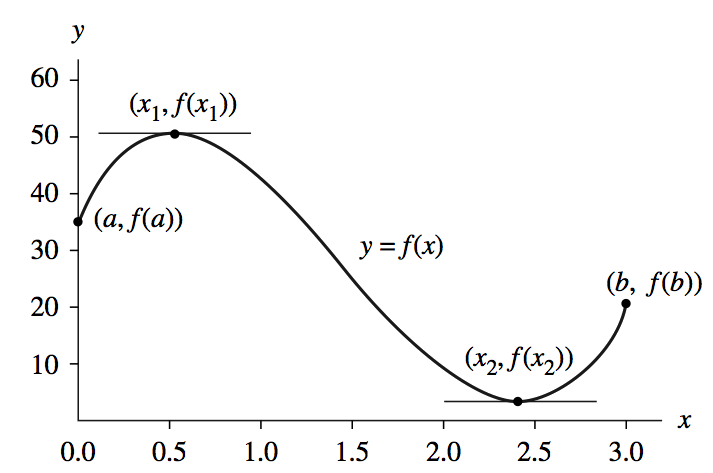 y
60
(x₁, f(x₁))
50
40
(a, f(a))
30
y = f(x)
(b, f(b))
20
(x₂, f(x₂))
10
x
0.0 0.5 1.0 1.5 2.0 2.5 3.0